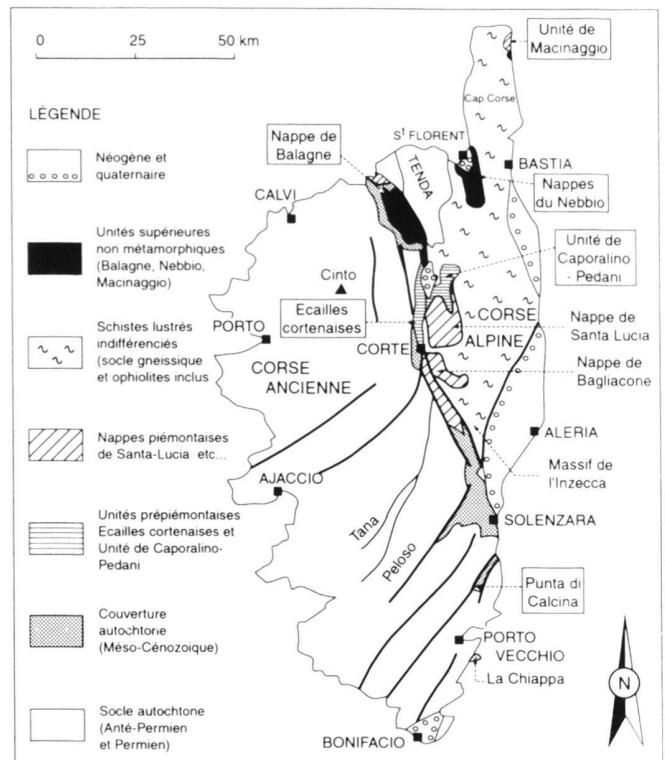 0 25 50 km
LÉGENDE
Néogène et
quaternaire
Unités supérieures
non métamorphiques
(Balagne, Nebbio,
Macinaggio)
Schistes lustrés
indifférenciés
(socle gneissique
et ophiolites inclus
Nappes piémontaises
de Santa-Lucia etc...
Unités prépiémontaises
Ecailles cortenaises et
Unité de Caporalino-
Pedani
Couverture
autochtone
(Méso-Cénozoique)
Socle autochtone
(Anté-Permien
et Permien)
Unité de
Macinaggio
Cap Corse
St FLORENT
Nappe de
Balagne
TENDA
BASTIA
Nappes
du Nebbio
CALVI
Unité de
Caporalino
- Pedani
Cinto
Ecailles
cortenaises
CORSE
ALPINE
Nappe de
Santa Lucia
PORTO
CORTE
CORSE
ANCIENNE
Nappe de
Bagliacone
ALERIA
Massif de
l'Inzecca
AJACCIO
SOLENZARA
Tana
Peloso
Punta di
Calcina
PORTO
VECCHIO
La Chiappa
N
BONIFACIO